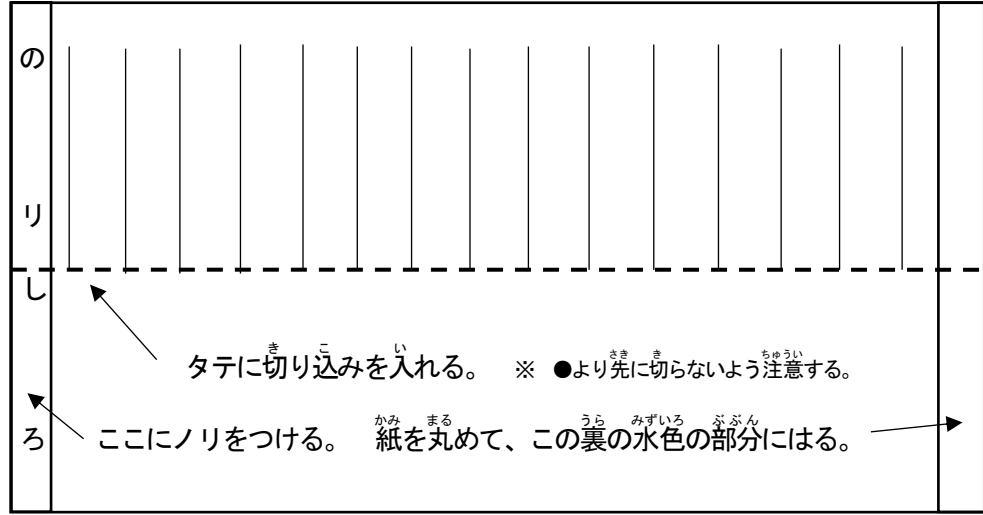 のりしろ
タテに切り込みを入れる。 ※ ●より先に切らないよう注意する。
ここにノリをつける。 紙を丸めて、この裏の水色の部分にはる。